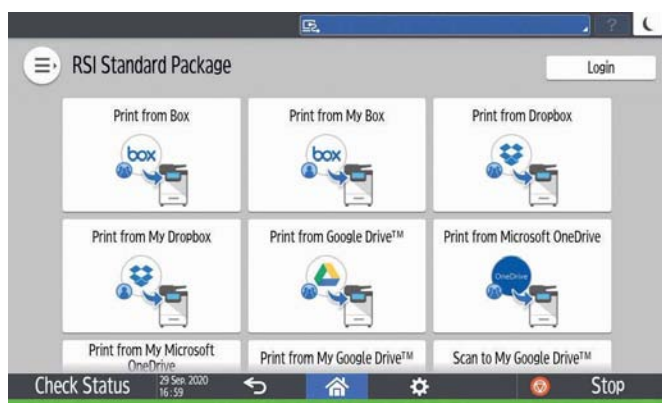 ?
RSI Standard Package
Login
Print from Box
Print from My Box
Print from Dropbox
box
box
Print from My Dropbox
Print from Google Drive™
Print from Microsoft OneDrive
OneDrive
Print from My Microsoft
OneDrive
Print from My Google Drive™
Scan to My Google Drive™
Check Status
29 Sep. 2020
16:59
Stop